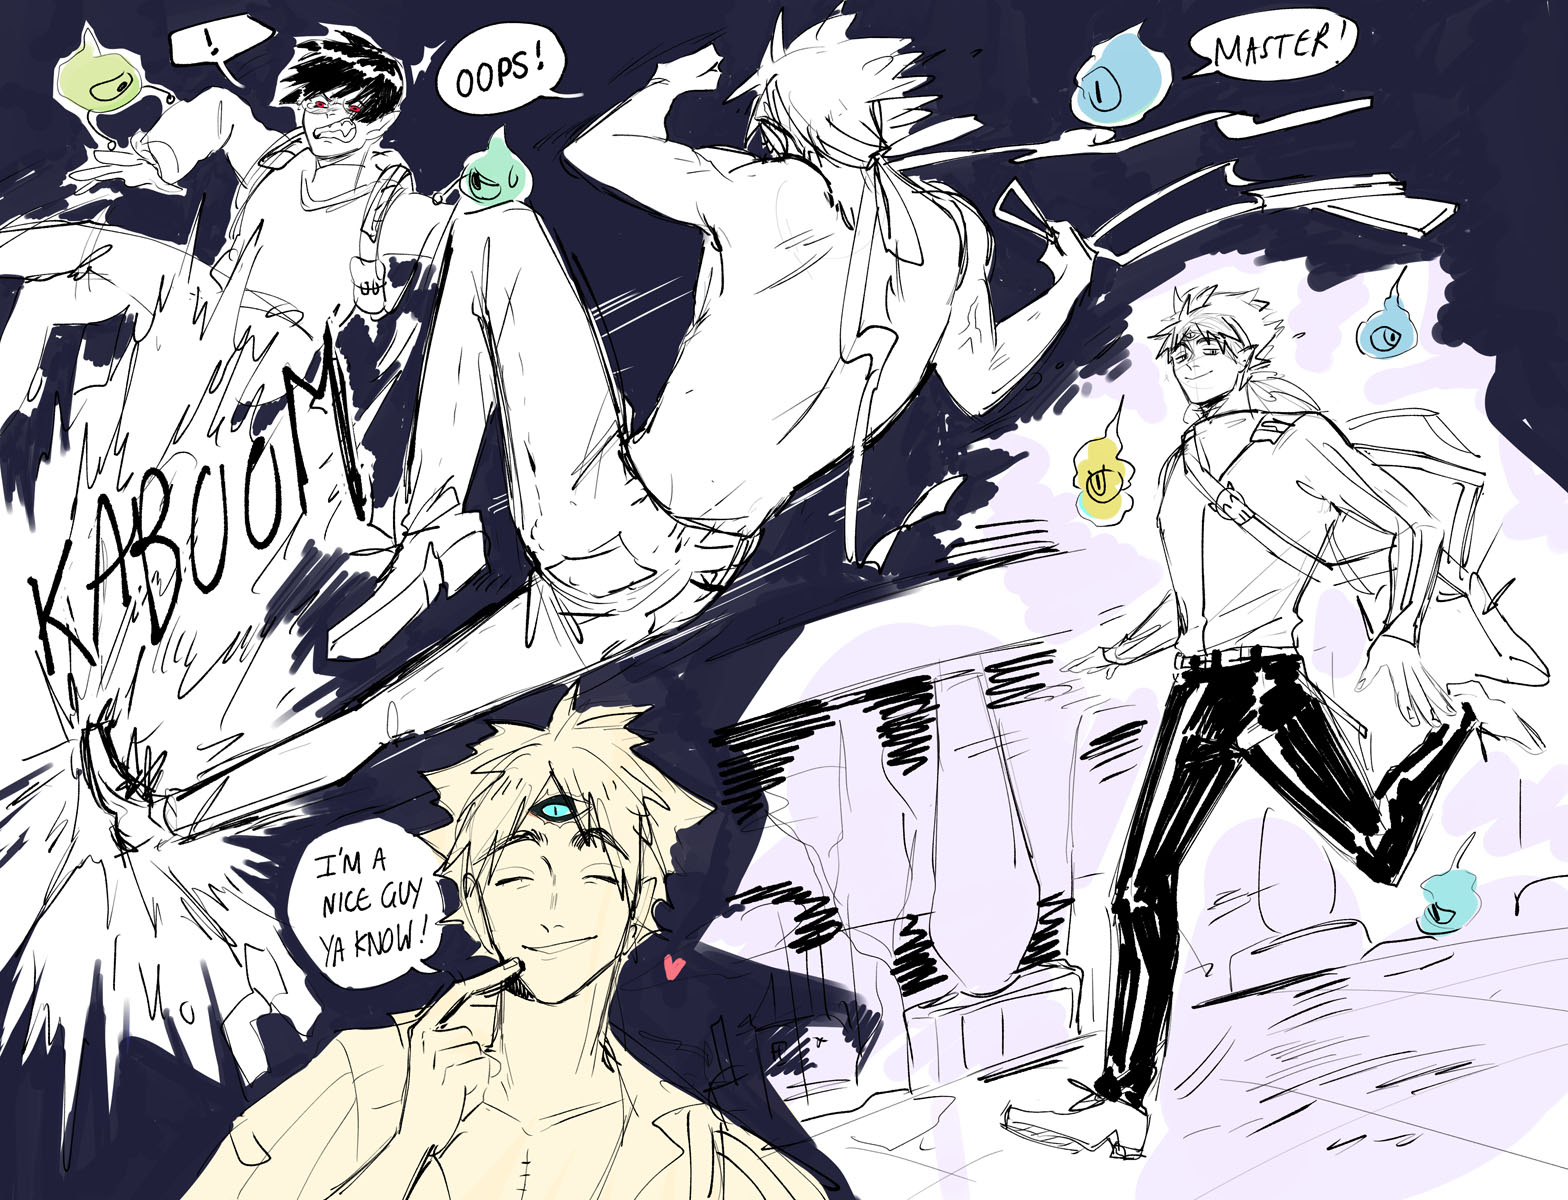 !
OOPS!
MASTER!
KABOOM
I'M A
NICE GUY
YA KNOW!